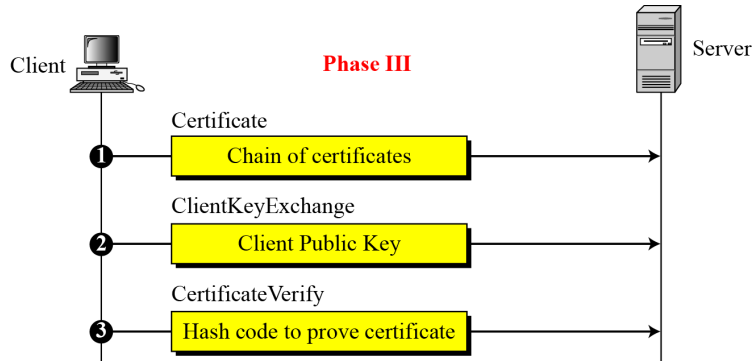 Client
Phase III
Server
Certificate
1
Chain of certificates
ClientKeyExchange
2
Client Public Key
CertificateVerify
3
Hash code to prove certificate